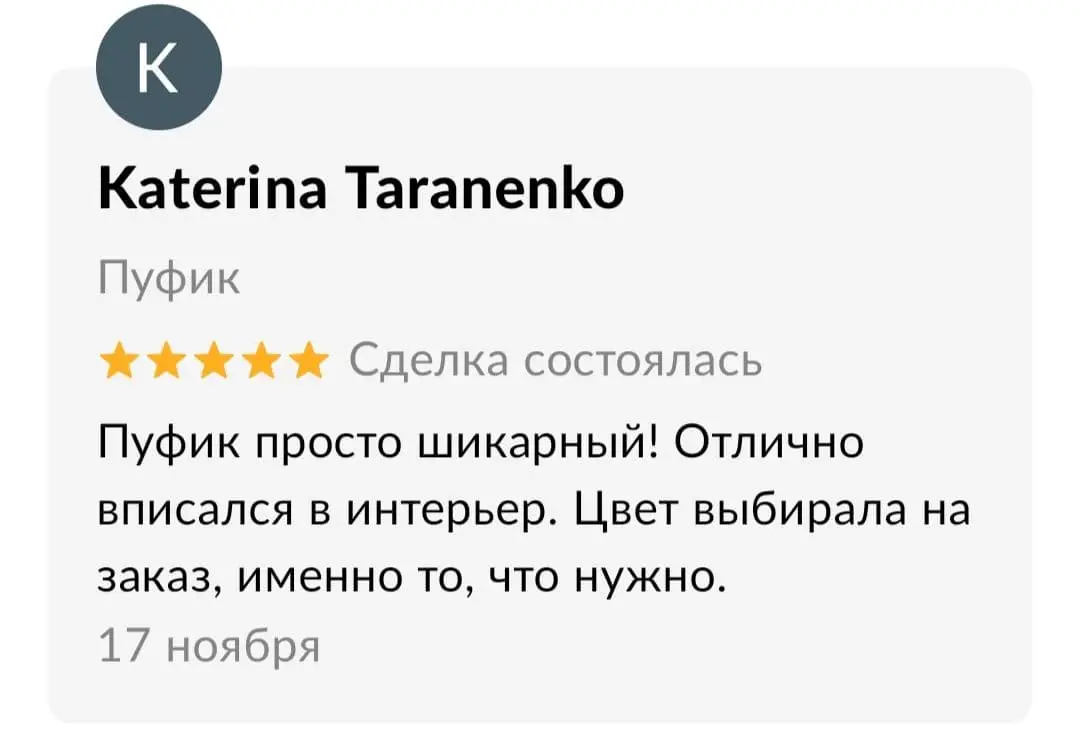 K
Katerina Taranenko
Пуфик
Сделка состоялась
Пуфик просто шикарный! Отлично
вписался в интерьер. Цвет выбирала на
заказ, именно то, что нужно.
17 ноября